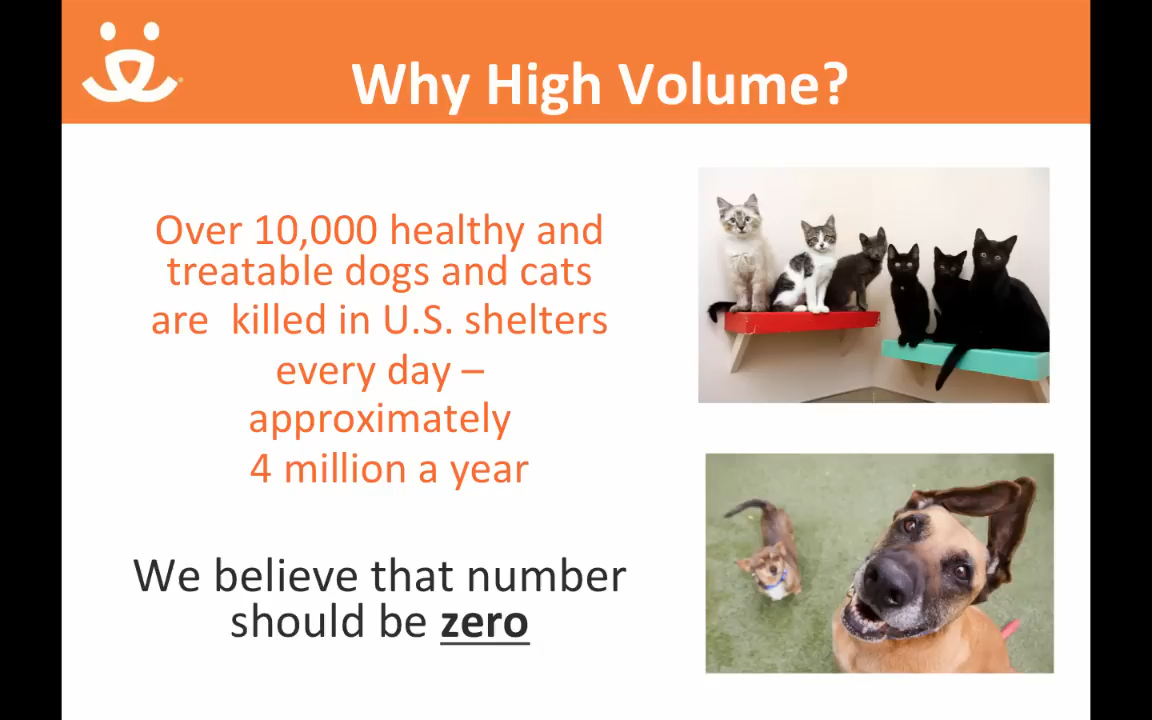 Why High Volume?
Over 10,000 healthy and
treatable dogs and cats
are  killed in U.S. shelters
every day –
approximately
4 million a year
We believe that number
should be zero